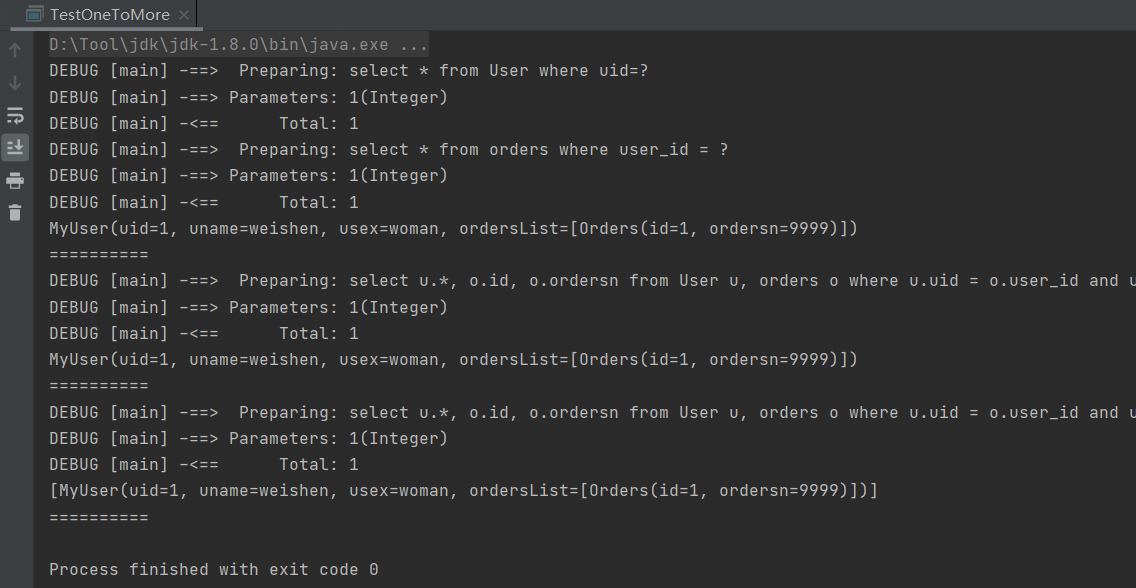 TestOneToMore
D:\Tool\jdk\jdk-1.8.0\bin\java.exe ...
DEBUG [main] -==>  Preparing: select * from User where uid=?
DEBUG [main] -==> Parameters: 1(Integer)
DEBUG [main] -<==      Total: 1
DEBUG [main] -==>  Preparing: select * from orders where user_id = ?
DEBUG [main] -==> Parameters: 1(Integer)
DEBUG [main] -<==      Total: 1
MyUser(uid=1, uname=weishen, usex=woman, ordersList=[Orders(id=1, ordersn=9999)])
==========
DEBUG [main] -==>  Preparing: select u.*, o.id, o.ordersn from User u, orders o where u.uid = o.user_id and u
DEBUG [main] -==> Parameters: 1(Integer)
DEBUG [main] -<==      Total: 1
MyUser(uid=1, uname=weishen, usex=woman, ordersList=[Orders(id=1, ordersn=9999)])
==========
DEBUG [main] -==>  Preparing: select u.*, o.id, o.ordersn from User u, orders o where u.uid = o.user_id and u
DEBUG [main] -==> Parameters: 1(Integer)
DEBUG [main] -<==      Total: 1
[MyUser(uid=1, uname=weishen, usex=woman, ordersList=[Orders(id=1, ordersn=9999)])]
==========
Process finished with exit code 0